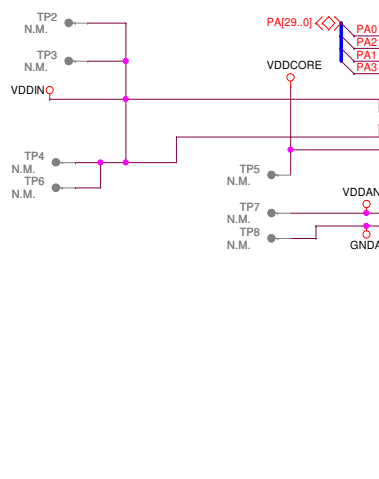 TP2
N.M.
PA[29..0]
PA0
PA2
PA1
PA3
TP3
N.M.
VDDCORE
VDDIN
TP4
N.M.
TP6
N.M.
TP5
N.M.
VDDAN
TP7
N.M.
TP8
N.M.
GNDA